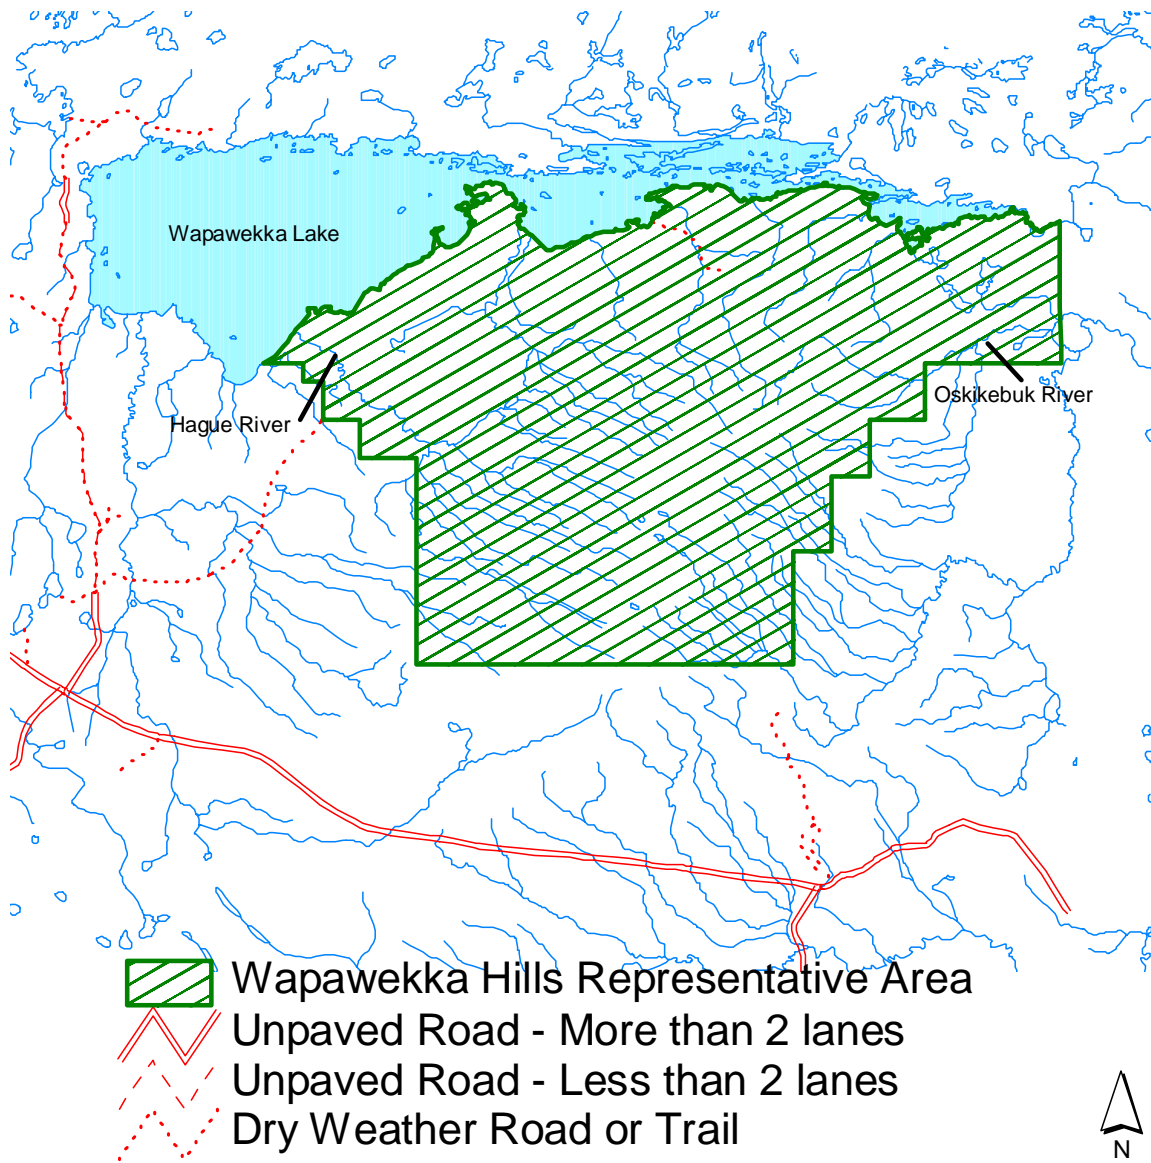 Wapawekka Lake
Hague River
Oskikebuk River
Wapawekka Hills Representative Area
Unpaved Road - More than 2 lanes
Unpaved Road - Less than 2 lanes
Dry Weather Road or Trail
N